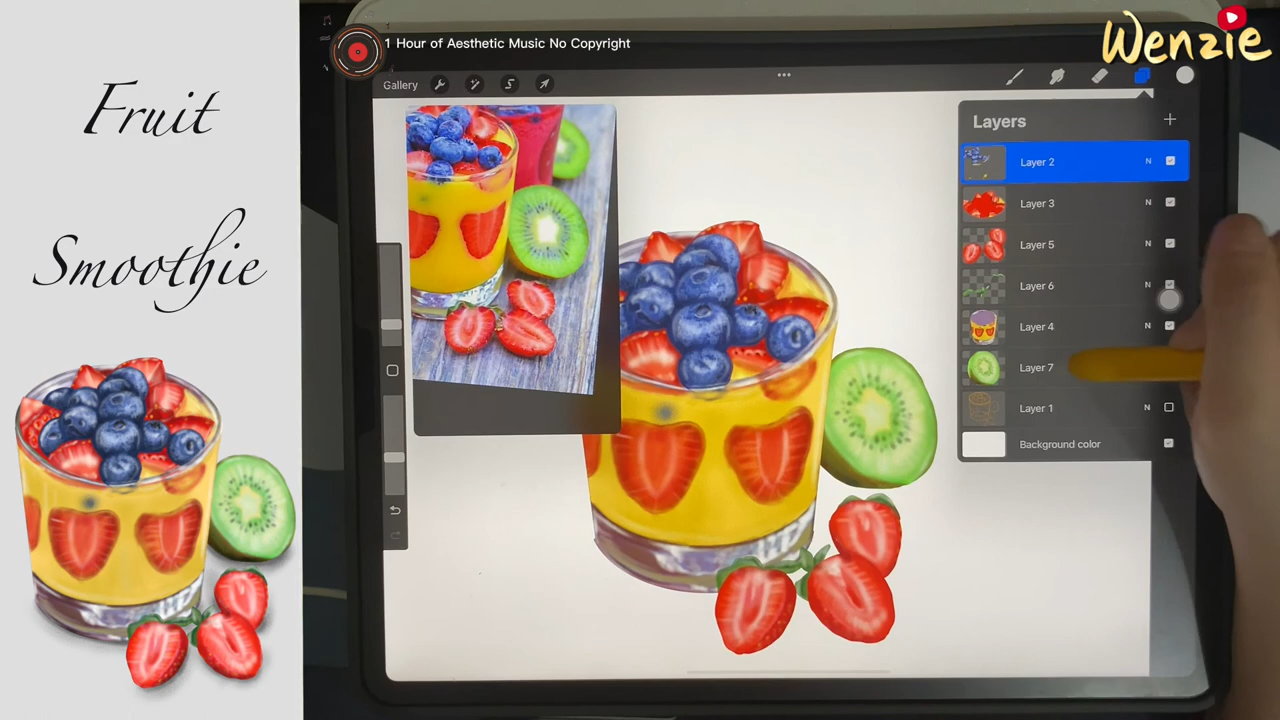 Fruit
Smoothie
1 Hour of Aesthetic Music No Copyright
Wenzie
Gallery
Layers
Layer 2 N
Layer 3 N
Layer 5 N
Layer 6 N
Layer 4 N
Layer 7
Layer 1 N
Background color